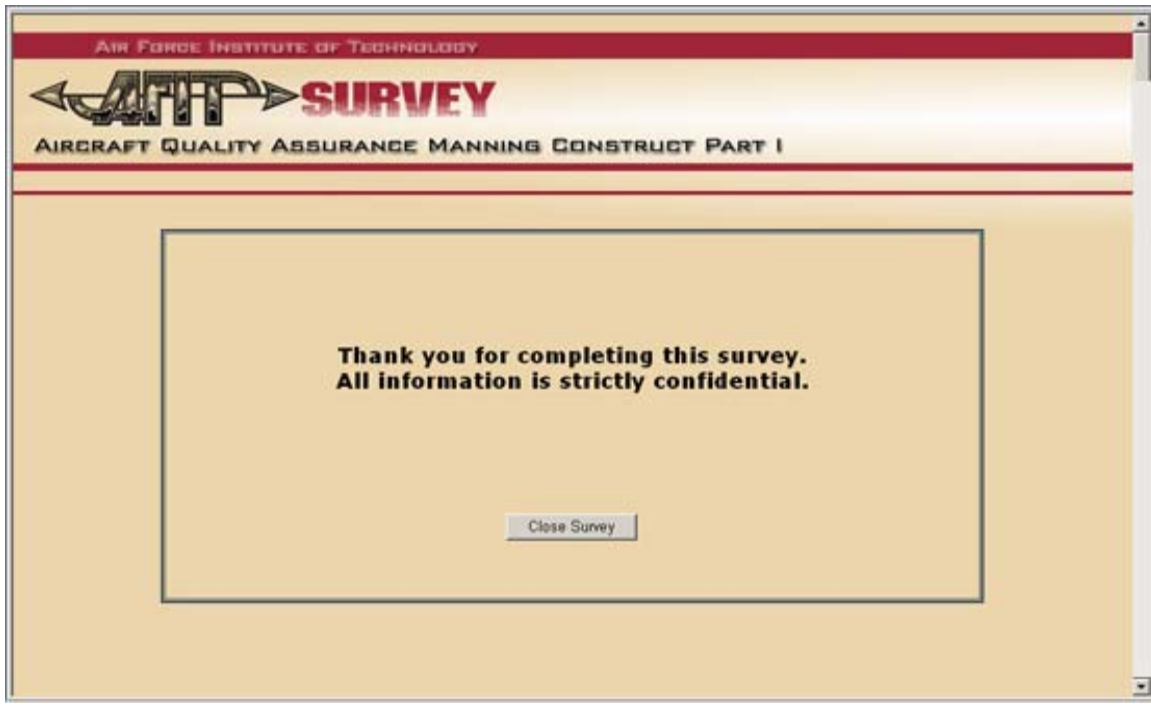 AIR FORCE INSTITUTE OF TECHNOLOGY
AFIT SURVEY
AIRCRAFT QUALITY ASSURANCE MANNING CONSTRUCT PART I
Thank you for completing this survey.
All information is strictly confidential.
Close Survey